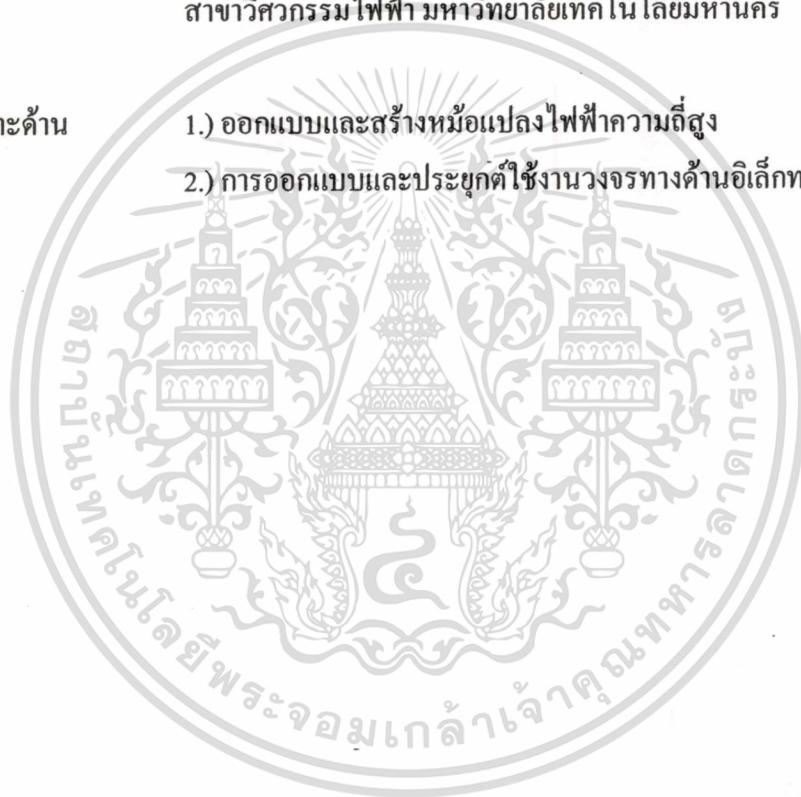 สาขาวิศวกรรมไฟฟ้า มหาวิทยาลัยเทคโนโลยีมหานคร
าะด้าน 1.) ออกแบบและสร้างหม้อแปลงไฟฟ้าความถี่สูง
2.) การออกแบบและประยุกต์ใช้งานวงจรทางด้านอิเล็กท
สถาบันเทคโนโลยีพระจอมเกล้าเจ้าคุณทหารลาดกระบัง